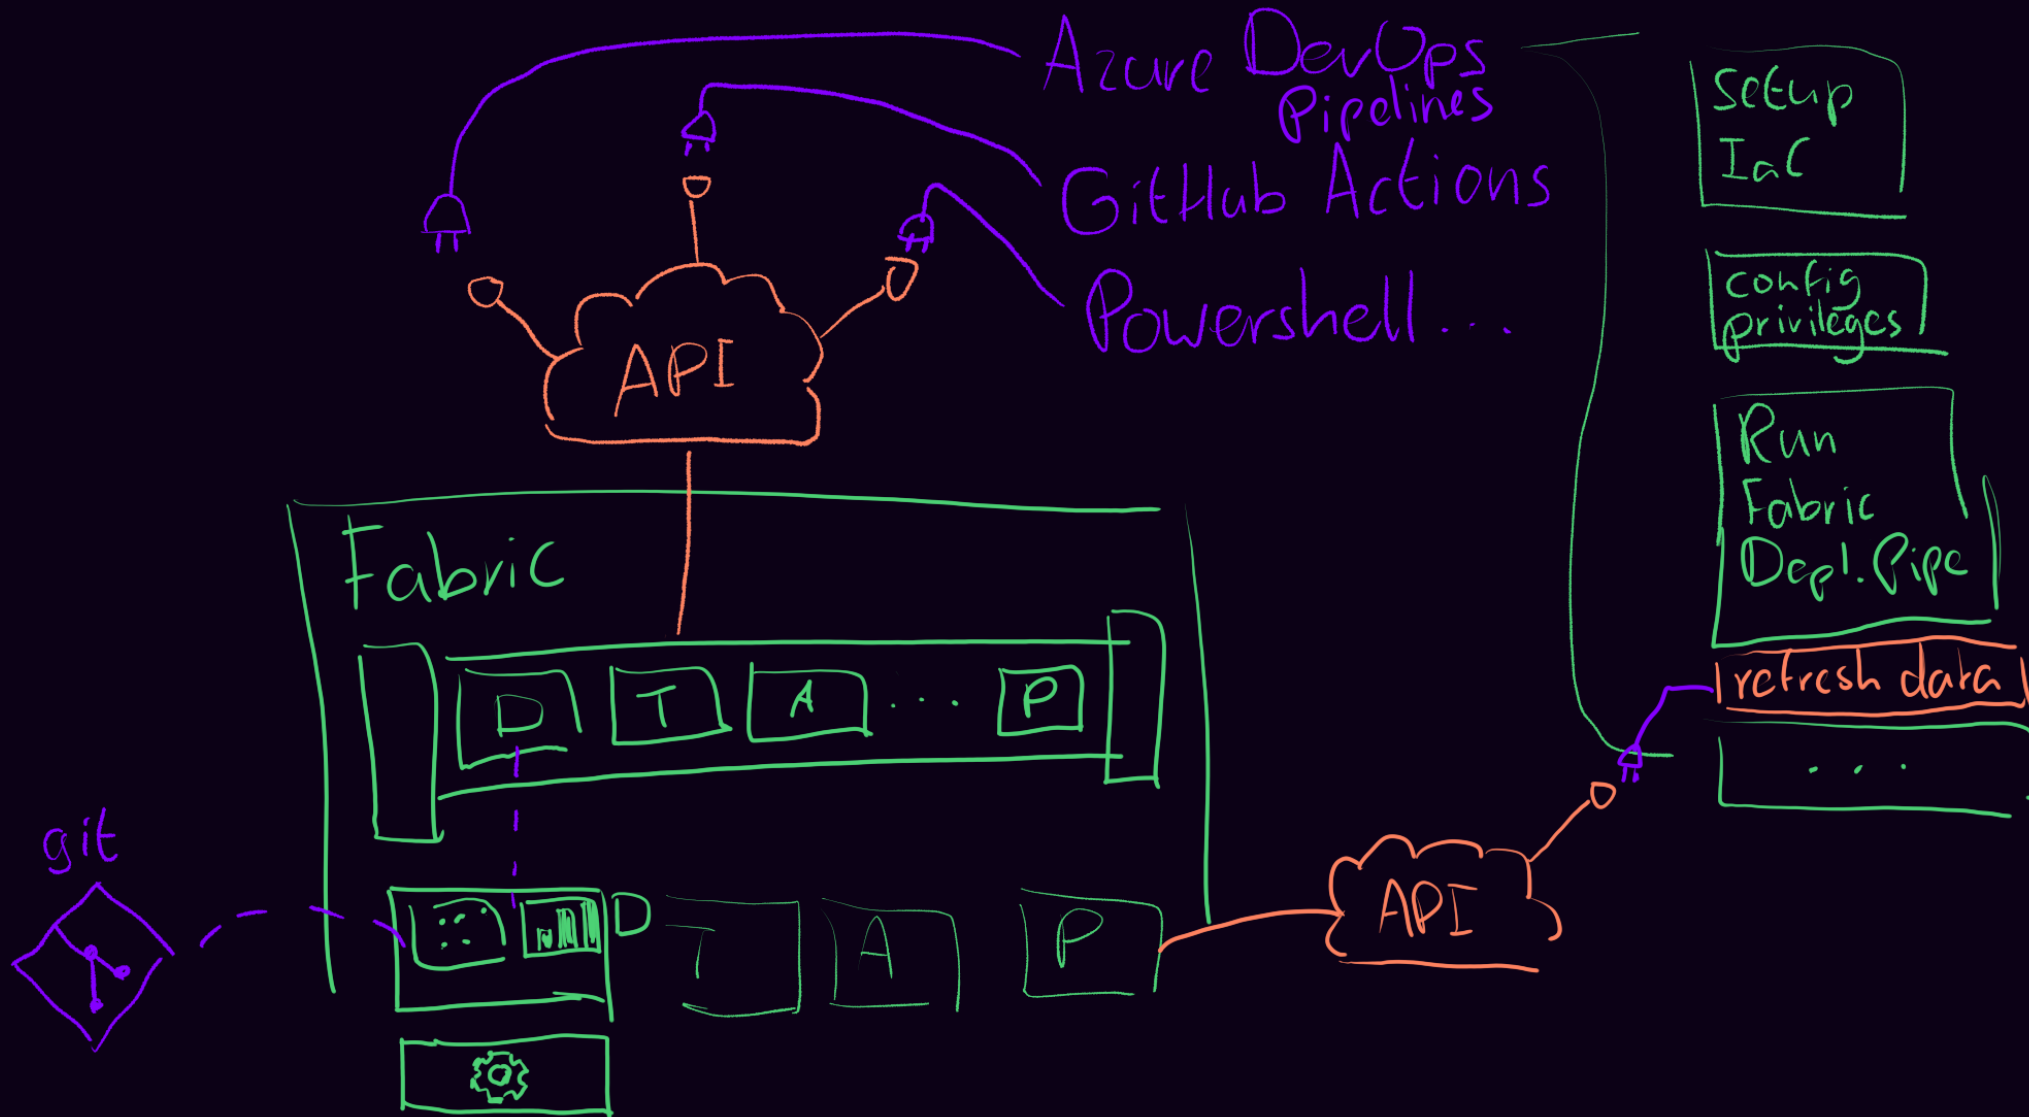 Azure DevOps
Pipelines
GitHub Actions
Powershell...
API
Fabric
D
T
A
...
P
git
D
T
A
P
API
Setup
IaC
config
privileges
Run
Fabric
Depl. Pipe
refresh data
...